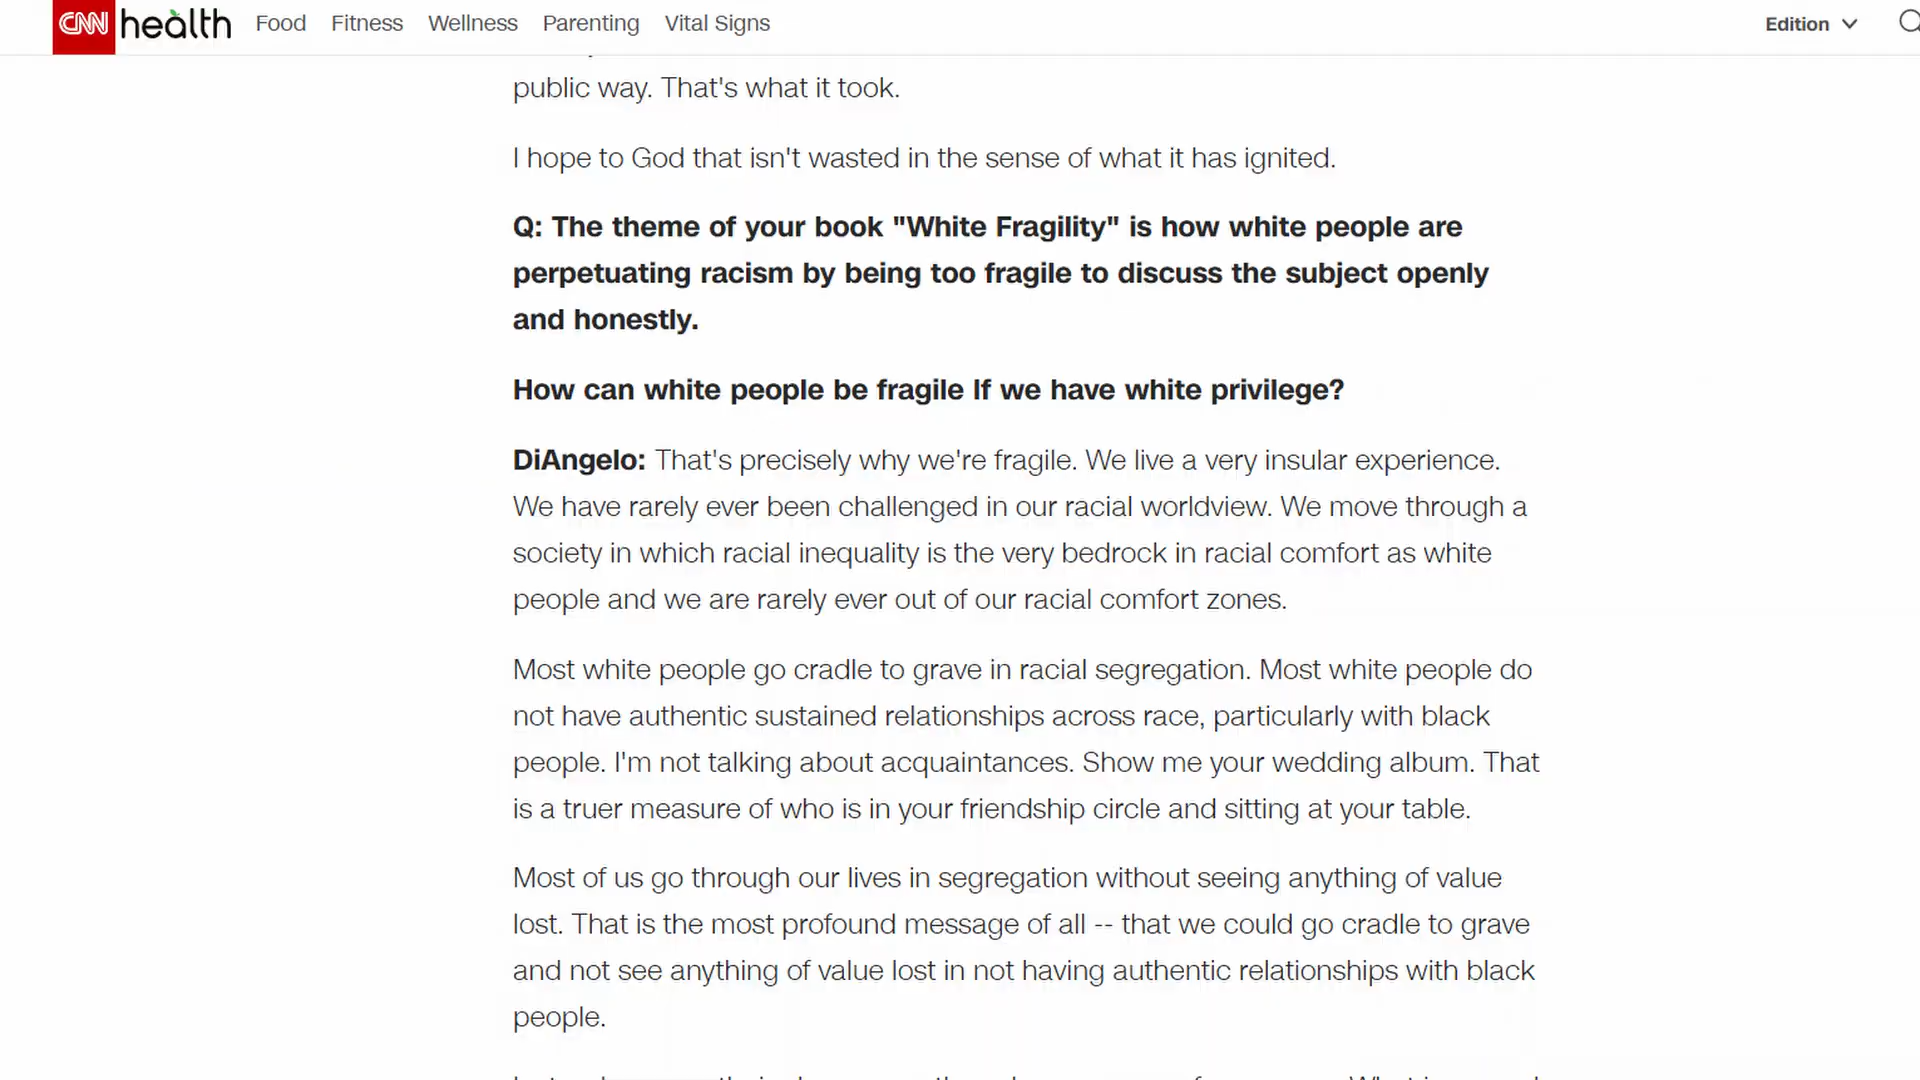 CNN health Food Fitness Wellness Parenting Vital Signs Edition
public way. That's what it took.
I hope to God that isn't wasted in the sense of what it has ignited.
Q: The theme of your book "White Fragility" is how white people are
perpetuating racism by being too fragile to discuss the subject openly
and honestly.
How can white people be fragile If we have white privilege?
DiAngelo: That's precisely why we're fragile. We live a very insular experience.
We have rarely ever been challenged in our racial worldview. We move through a
society in which racial inequality is the very bedrock in racial comfort as white
people and we are rarely ever out of our racial comfort zones.
Most white people go cradle to grave in racial segregation. Most white people do
not have authentic sustained relationships across race, particularly with black
people. I'm not talking about acquaintances. Show me your wedding album. That
is a truer measure of who is in your friendship circle and sitting at your table.
Most of us go through our lives in segregation without seeing anything of value
lost. That is the most profound message of all -- that we could go cradle to grave
and not see anything of value lost in not having authentic relationships with black
people.